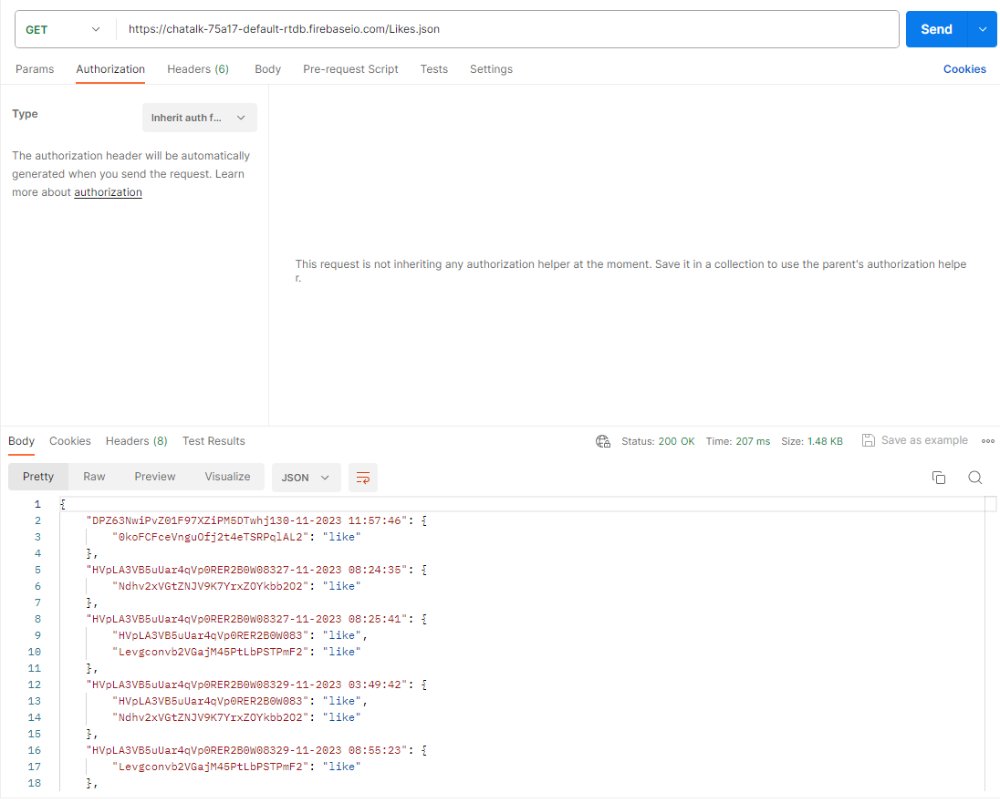 GET
https://chatalk-75a17-default-rtdb.firebaseio.com/Likes.json
Send
Params Authorization Headers (6) Body Pre-request Script Tests Settings Cookies
Type
Inherit auth f...
The authorization header will be automatically
generated when you send the request. Learn
more about authorization
This request is not inheriting any authorization helper at the moment. Save it in a collection to use the parent's authorization helpe
r.
Body Cookies Headers (8) Test Results Status: 200 OK Time: 207 ms Size: 1.48 KB Save as example
Pretty Raw Preview Visualize JSON
1 {
2 "DPZ63NwiPvZ01F97XZiPM5DTwhj130-11-2023 11:57:46": {
3 "0koFCFceVnguOfj2t4eTSRPqlAL2": "like"
4 },
5 "HVpLA3VB5uUar4qVp0RER2B0W08327-11-2023 08:24:35": {
6 "Ndhv2xVGtZNJV9K7YrxZOYkbb2O2": "like"
7 },
8 "HVpLA3VB5uUar4qVp0RER2B0W08327-11-2023 08:25:41": {
9 "HVpLA3VB5uUar4qVp0RER2B0W083": "like",
10 "Levgconvb2VGajM45PtLbPSTPmF2": "like"
11 },
12 "HVpLA3VB5uUar4qVp0RER2B0W08329-11-2023 03:49:42": {
13 "HVpLA3VB5uUar4qVp0RER2B0W083": "like",
14 "Ndhv2xVGtZNJV9K7YrxZOYkbb2O2": "like"
15 },
16 "HVpLA3VB5uUar4qVp0RER2B0W08329-11-2023 08:55:23": {
17 "Levgconvb2VGajM45PtLbPSTPmF2": "like"
18 },